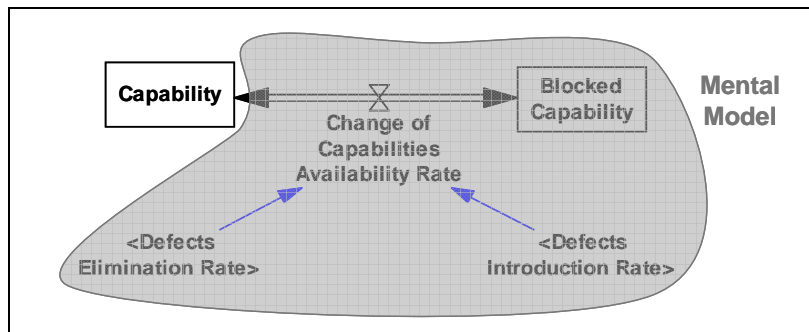 Capability
Blocked
Capability
Mental
Model
Change of
Capabilities
Availability Rate
<Defects
Elimination Rate>
<Defects
Introduction Rate>